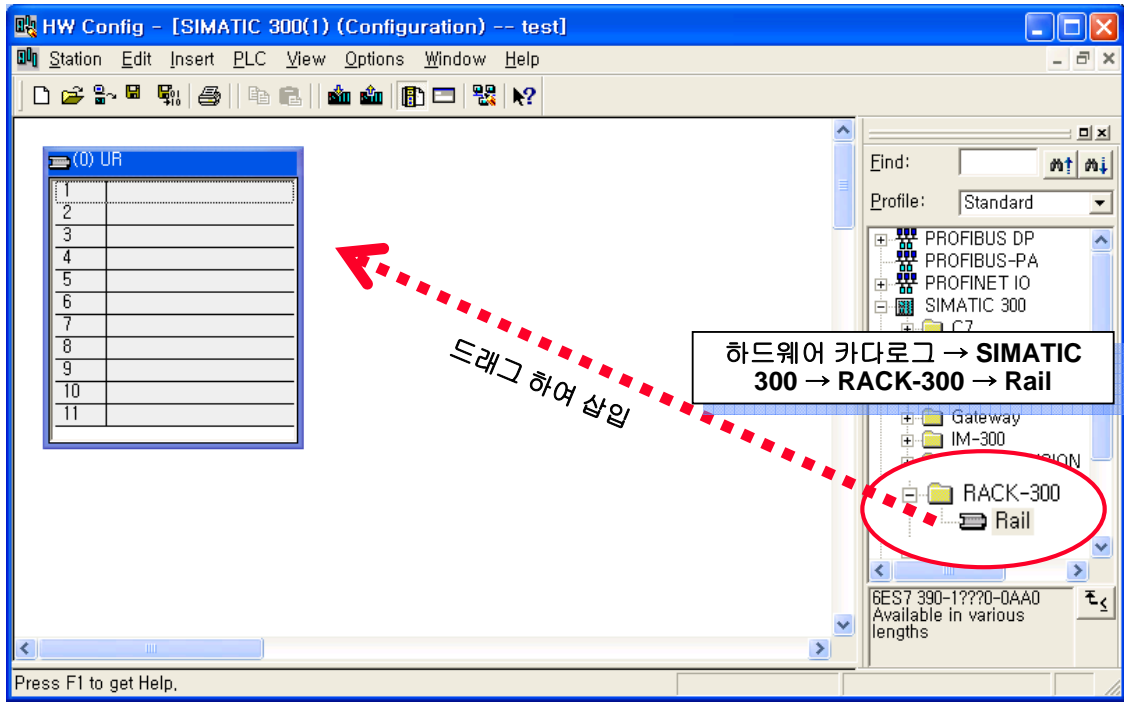 HW Config - [SIMATIC 300(1) (Configuration) -- test]
Station Edit Insert PLC View Options Window Help
(0) UR
1
2
3
4
5
6
7
8
9
10
11
드래그 하여 삽입
하드웨어 카다로그 → SIMATIC
300 → RACK-300 → Rail
Find:
Profile: Standard
PROFIBUS DP
PROFIBUS-PA
PROFINET IO
SIMATIC 300
C7
Gateway
IM-300
RACK-300
Rail
6ES7 390-1???0-0AA0
Available in various
lengths
Press F1 to get Help,